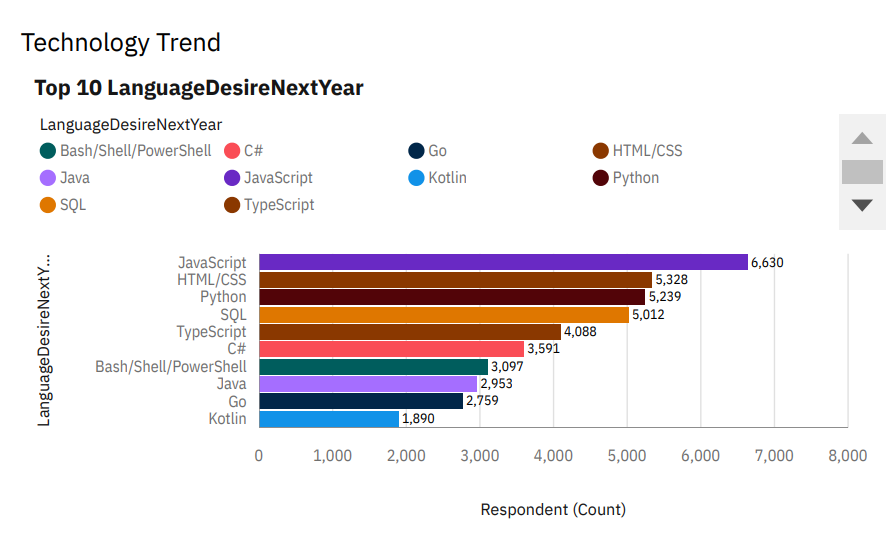 Technology Trend
Top 10 LanguageDesireNextYear
LanguageDesireNextYear
Bash/Shell/PowerShell C# Go HTML/CSS
Java JavaScript Kotlin Python
SQL TypeScript
LanguageDesireNextY...
JavaScript 6,630
HTML/CSS 5,328
Python 5,239
SQL 5,012
TypeScript 4,088
C# 3,591
Bash/Shell/PowerShell 3,097
Java 2,953
Go 2,759
Kotlin 1,890
0 1,000 2,000 3,000 4,000 5,000 6,000 7,000 8,000
Respondent (Count)